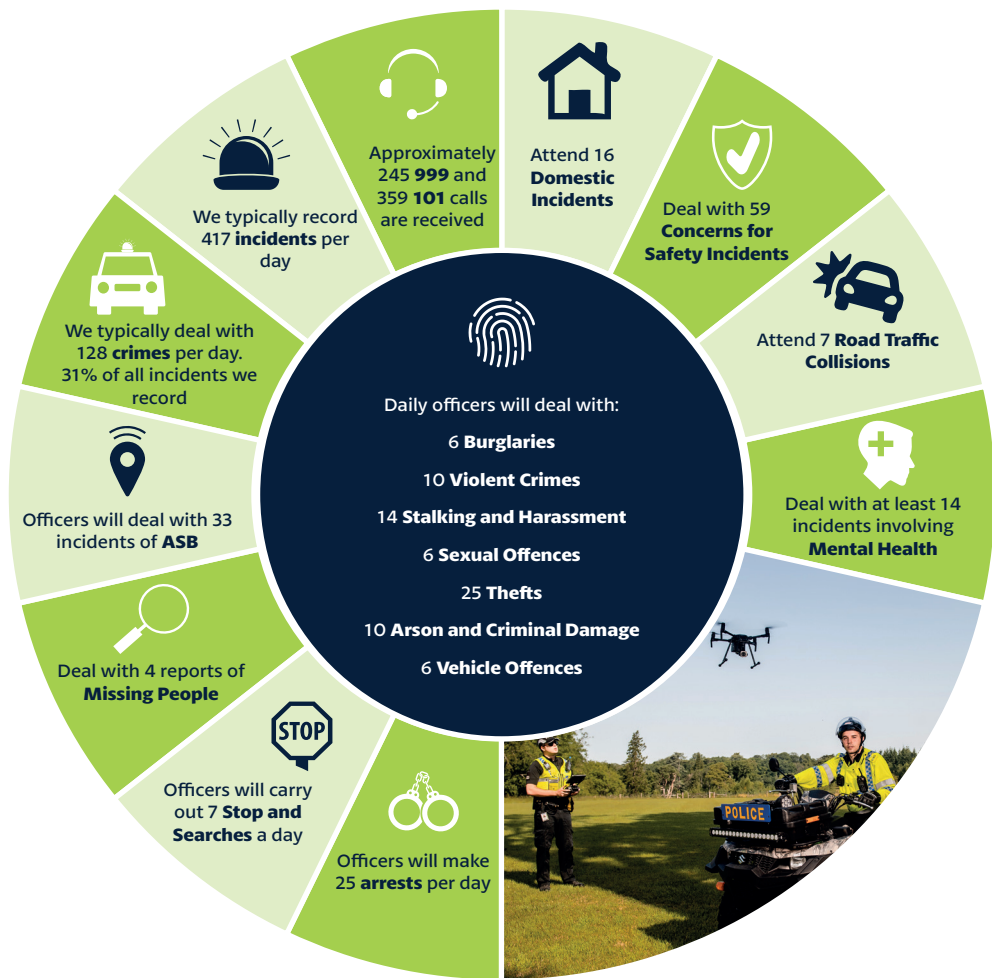 Approximately
245 999 and
359 101 calls
are received
Attend 16
Domestic
Incidents
Deal with 59
Concerns for
Safety Incidents
Attend 7 Road Traffic
Collisions
Deal with at least 14
incidents involving
Mental Health
POLICE
Officers will make
25 arrests per day
STOP
Officers will carry
out 7 Stop and
Searches a day
Deal with 4 reports of
Missing People
Officers will deal with 33
incidents of ASB
We typically deal with
128 crimes per day.
31% of all incidents we
record
We typically record
417 incidents per
day
Daily officers will deal with:
6 Burglaries
10 Violent Crimes
14 Stalking and Harassment
6 Sexual Offences
25 Thefts
10 Arson and Criminal Damage
6 Vehicle Offences